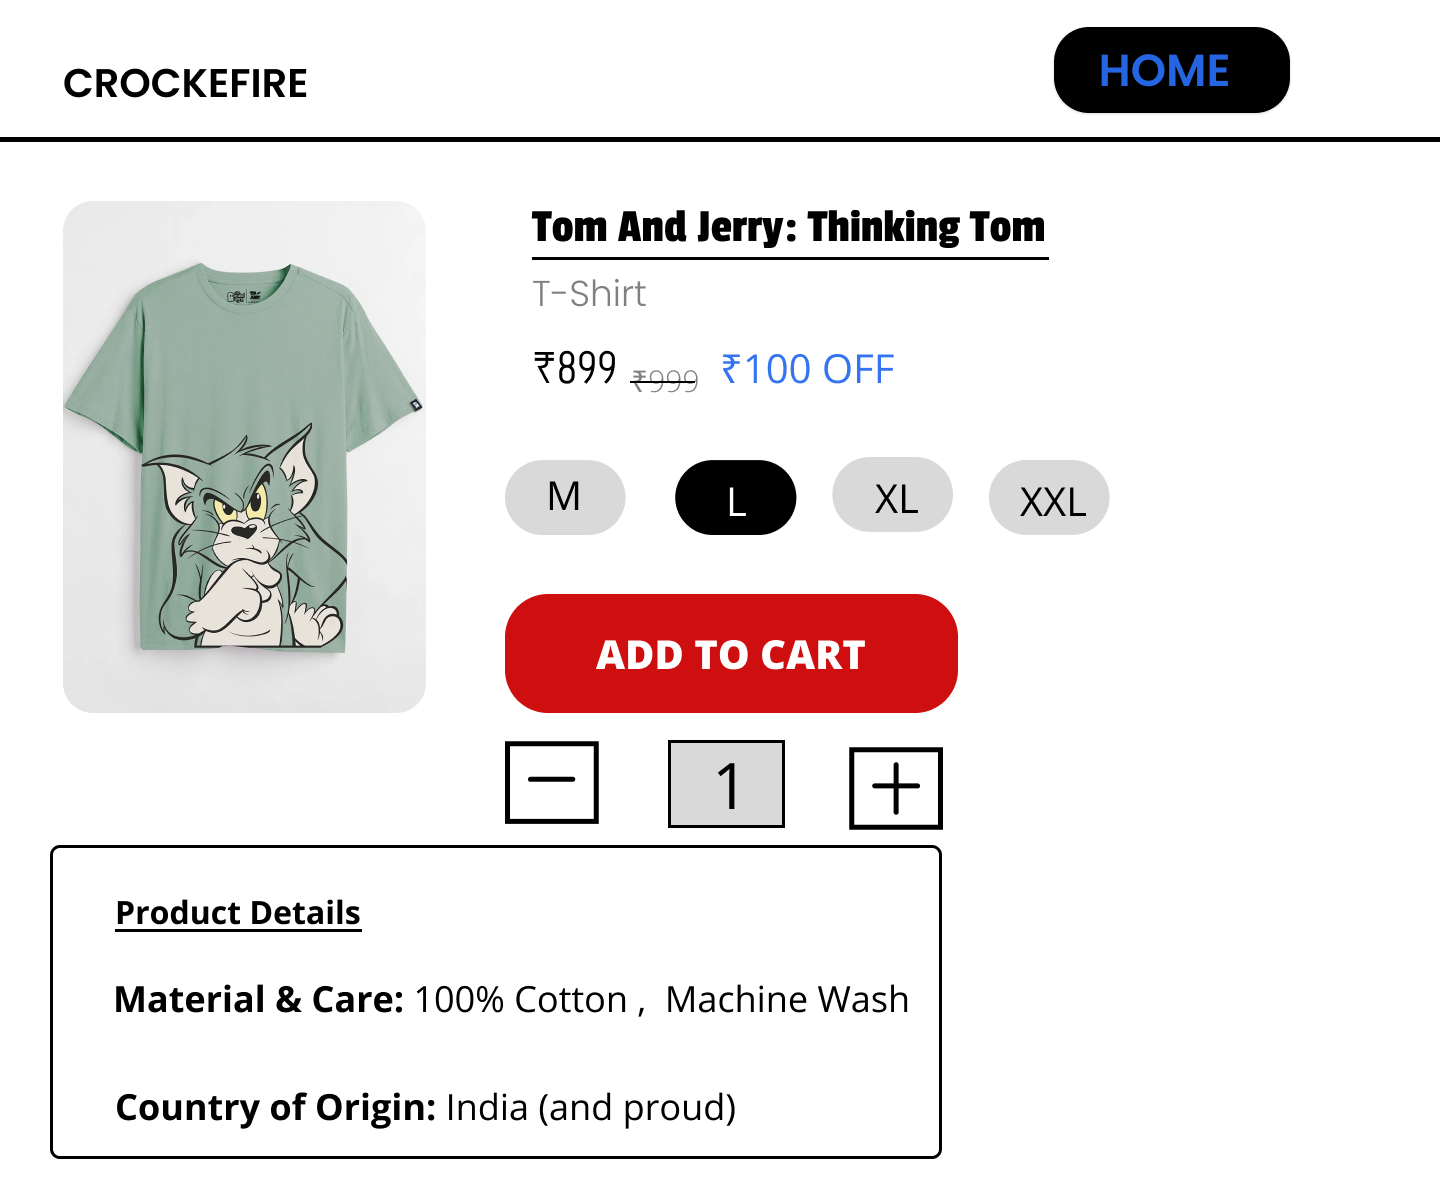 CROCKEFIRE
HOME
Tom And Jerry: Thinking Tom
T-Shirt
₹899 ₹999 ₹100 OFF
M L XL XXL
ADD TO CART
1
Product Details
Material & Care: 100% Cotton , Machine Wash
Country of Origin: India (and proud)